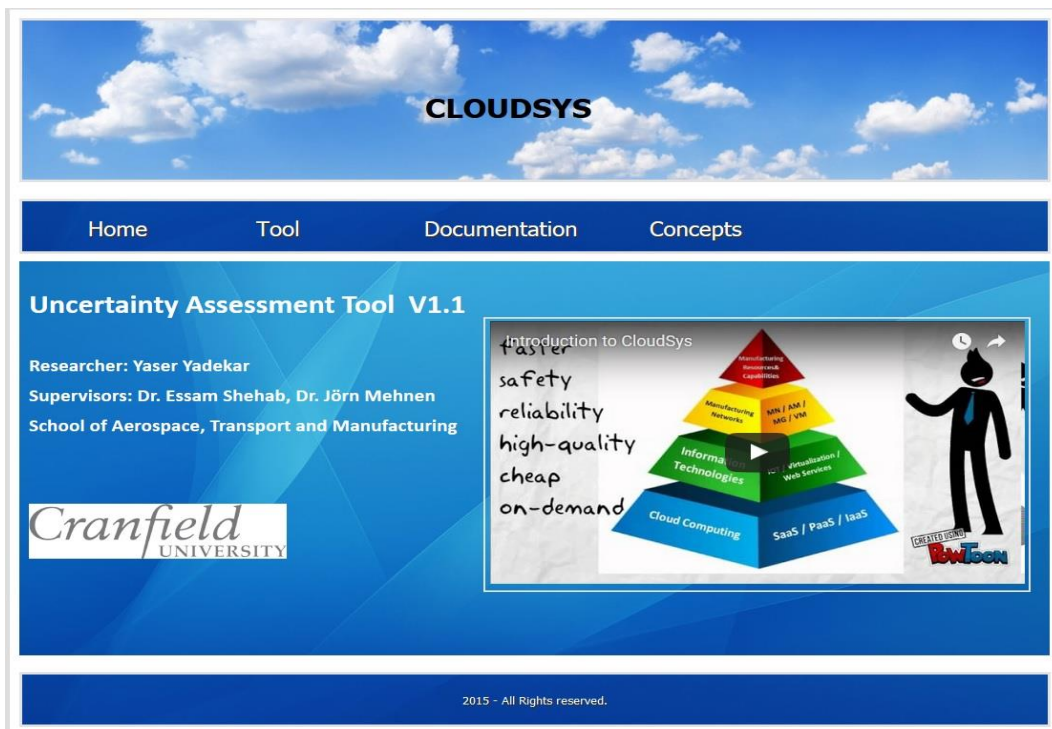 CLOUDSYS
Home Tool Documentation Concepts
Uncertainty Assessment Tool V1.1
Researcher: Yaser Yadekar
Supervisors: Dr. Essam Shehab, Dr. Jörn Mehnen
School of Aerospace, Transport and Manufacturing
Cranfield
UNIVERSITY
Introduction to CloudSys
faster
safety
reliability
high-quality
cheap
on-demand
Manufacturing
Resources&
Capabilities
Manufacturing
Networks
MN / AM /
MG / VM
Information
Technologies
/ Virtualization /
Web Services
Cloud Computing
SaaS / PaaS / IaaS
CREATED USING
POWTOON
2015 - All Rights reserved.